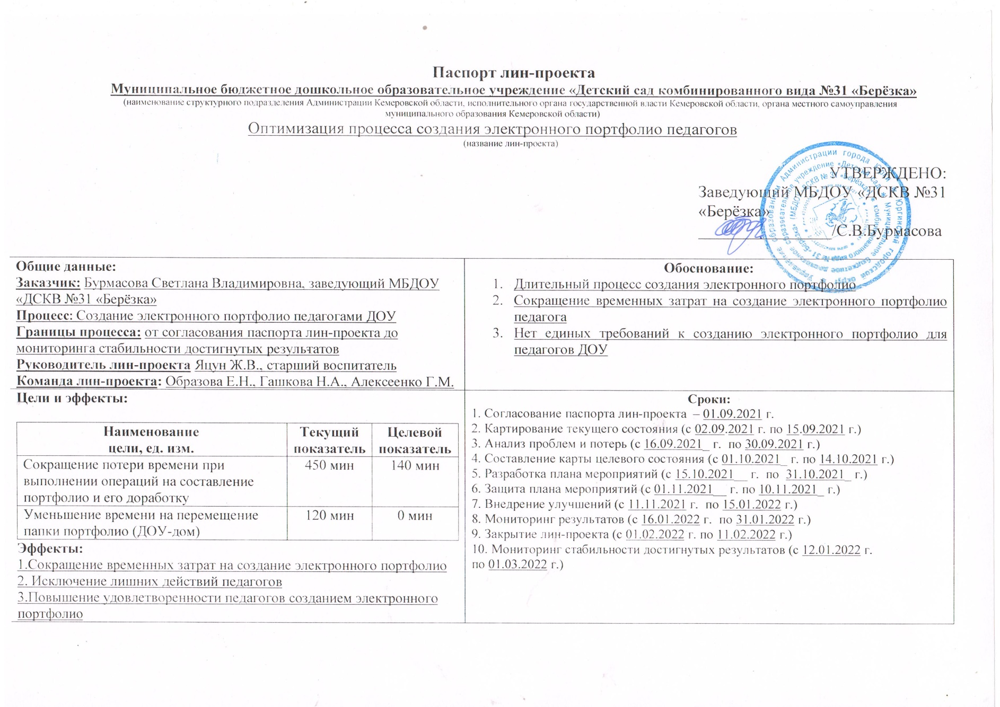 Паспорт лин-проекта
Муниципальное бюджетное дошкольное образовательное учреждение «Детский сад комбинированного вида №31 «Берёзка»
(наименование структурного подразделения Администрации Кемеровской области, исполнительного органа государственной власти Кемеровской области, органа местного самоуправления
муниципального образования Кемеровской области)
Оптимизация процесса создания электронного портфолио педагогов
(название лин-проекта)
УТВЕРЖДЕНО:
Заведующий МБДОУ «ДСКВ №31
«Берёзка»
/С.В.Бурмасова
Общие данные:
Заказчик: Бурмасова Светлана Владимировна, заведующий МБДОУ
«ДСКВ №31 «Берёзка»
Процесс: Создание электронного портфолио педагогами ДОУ
Границы процесса: от согласования паспорта лин-проекта до
мониторинга стабильности достигнутых результатов
Руководитель лин-проекта Яцун Ж.В., старший воспитатель
Команда лин-проекта: Образова Е.Н., Гашкова Н.А., Алексеенко Г.М.
Обоснование:
1. Длительный процесс создания электронного портфолио
2. Сокращение временных затрат на создание электронного портфолио
педагога
3. Нет единых требований к созданию электронного портфолио для
педагогов ДОУ
Цели и эффекты:
Наименование
цели, ед. изм.
Текущий
показатель
Целевой
показатель
Сокращение потери времени при
выполнении операций на составление
портфолио и его доработку
450 мин
140 мин
Уменьшение времени на перемещение
папки портфолио (ДОУ-дом)
120 мин
0 мин
Эффекты:
1.Сокращение временных затрат на создание электронного портфолио
2. Исключение лишних действий педагогов
3.Повышение удовлетворенности педагогов созданием электронного
портфолио
Сроки:
1. Согласование паспорта лин-проекта – 01.09.2021 г.
2. Картирование текущего состояния (с 02.09.2021 г. по 15.09.2021 г.)
3. Анализ проблем и потерь (с 16.09.2021_ г. по 30.09.2021 г.)
4. Составление карты целевого состояния (с 01.10.2021_ г. по 14.10.2021 г.)
5. Разработка плана мероприятий (с 15.10.2021__ г. по 31.10.2021_ г.)
6. Защита плана мероприятий (с 01.11.2021__ г. по 10.11.2021_ г.)
7. Внедрение улучшений (с 11.11.2021 г. по 15.01.2022 г.)
8. Мониторинг результатов (с 16.01.2022 г. по 31.01.2022 г.)
9. Закрытие лин-проекта (с 01.02.2022 г. по 11.02.2022 г.)
10. Мониторинг стабильности достигнутых результатов (с 12.01.2022 г.
по 01.03.2022 г.)